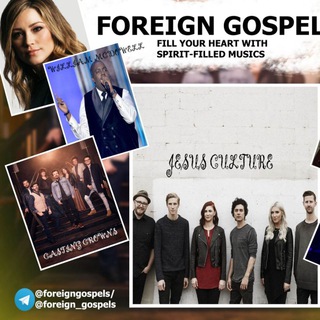 FOREIGN GOSPEL
FILL YOUR HEART WITH
SPIRIT-FILLED MUSICS
WILLIAM MCDOWELL
JESUS CULTURE
CASTING CROWNS
@foreigngospels/
@foreign_gospels